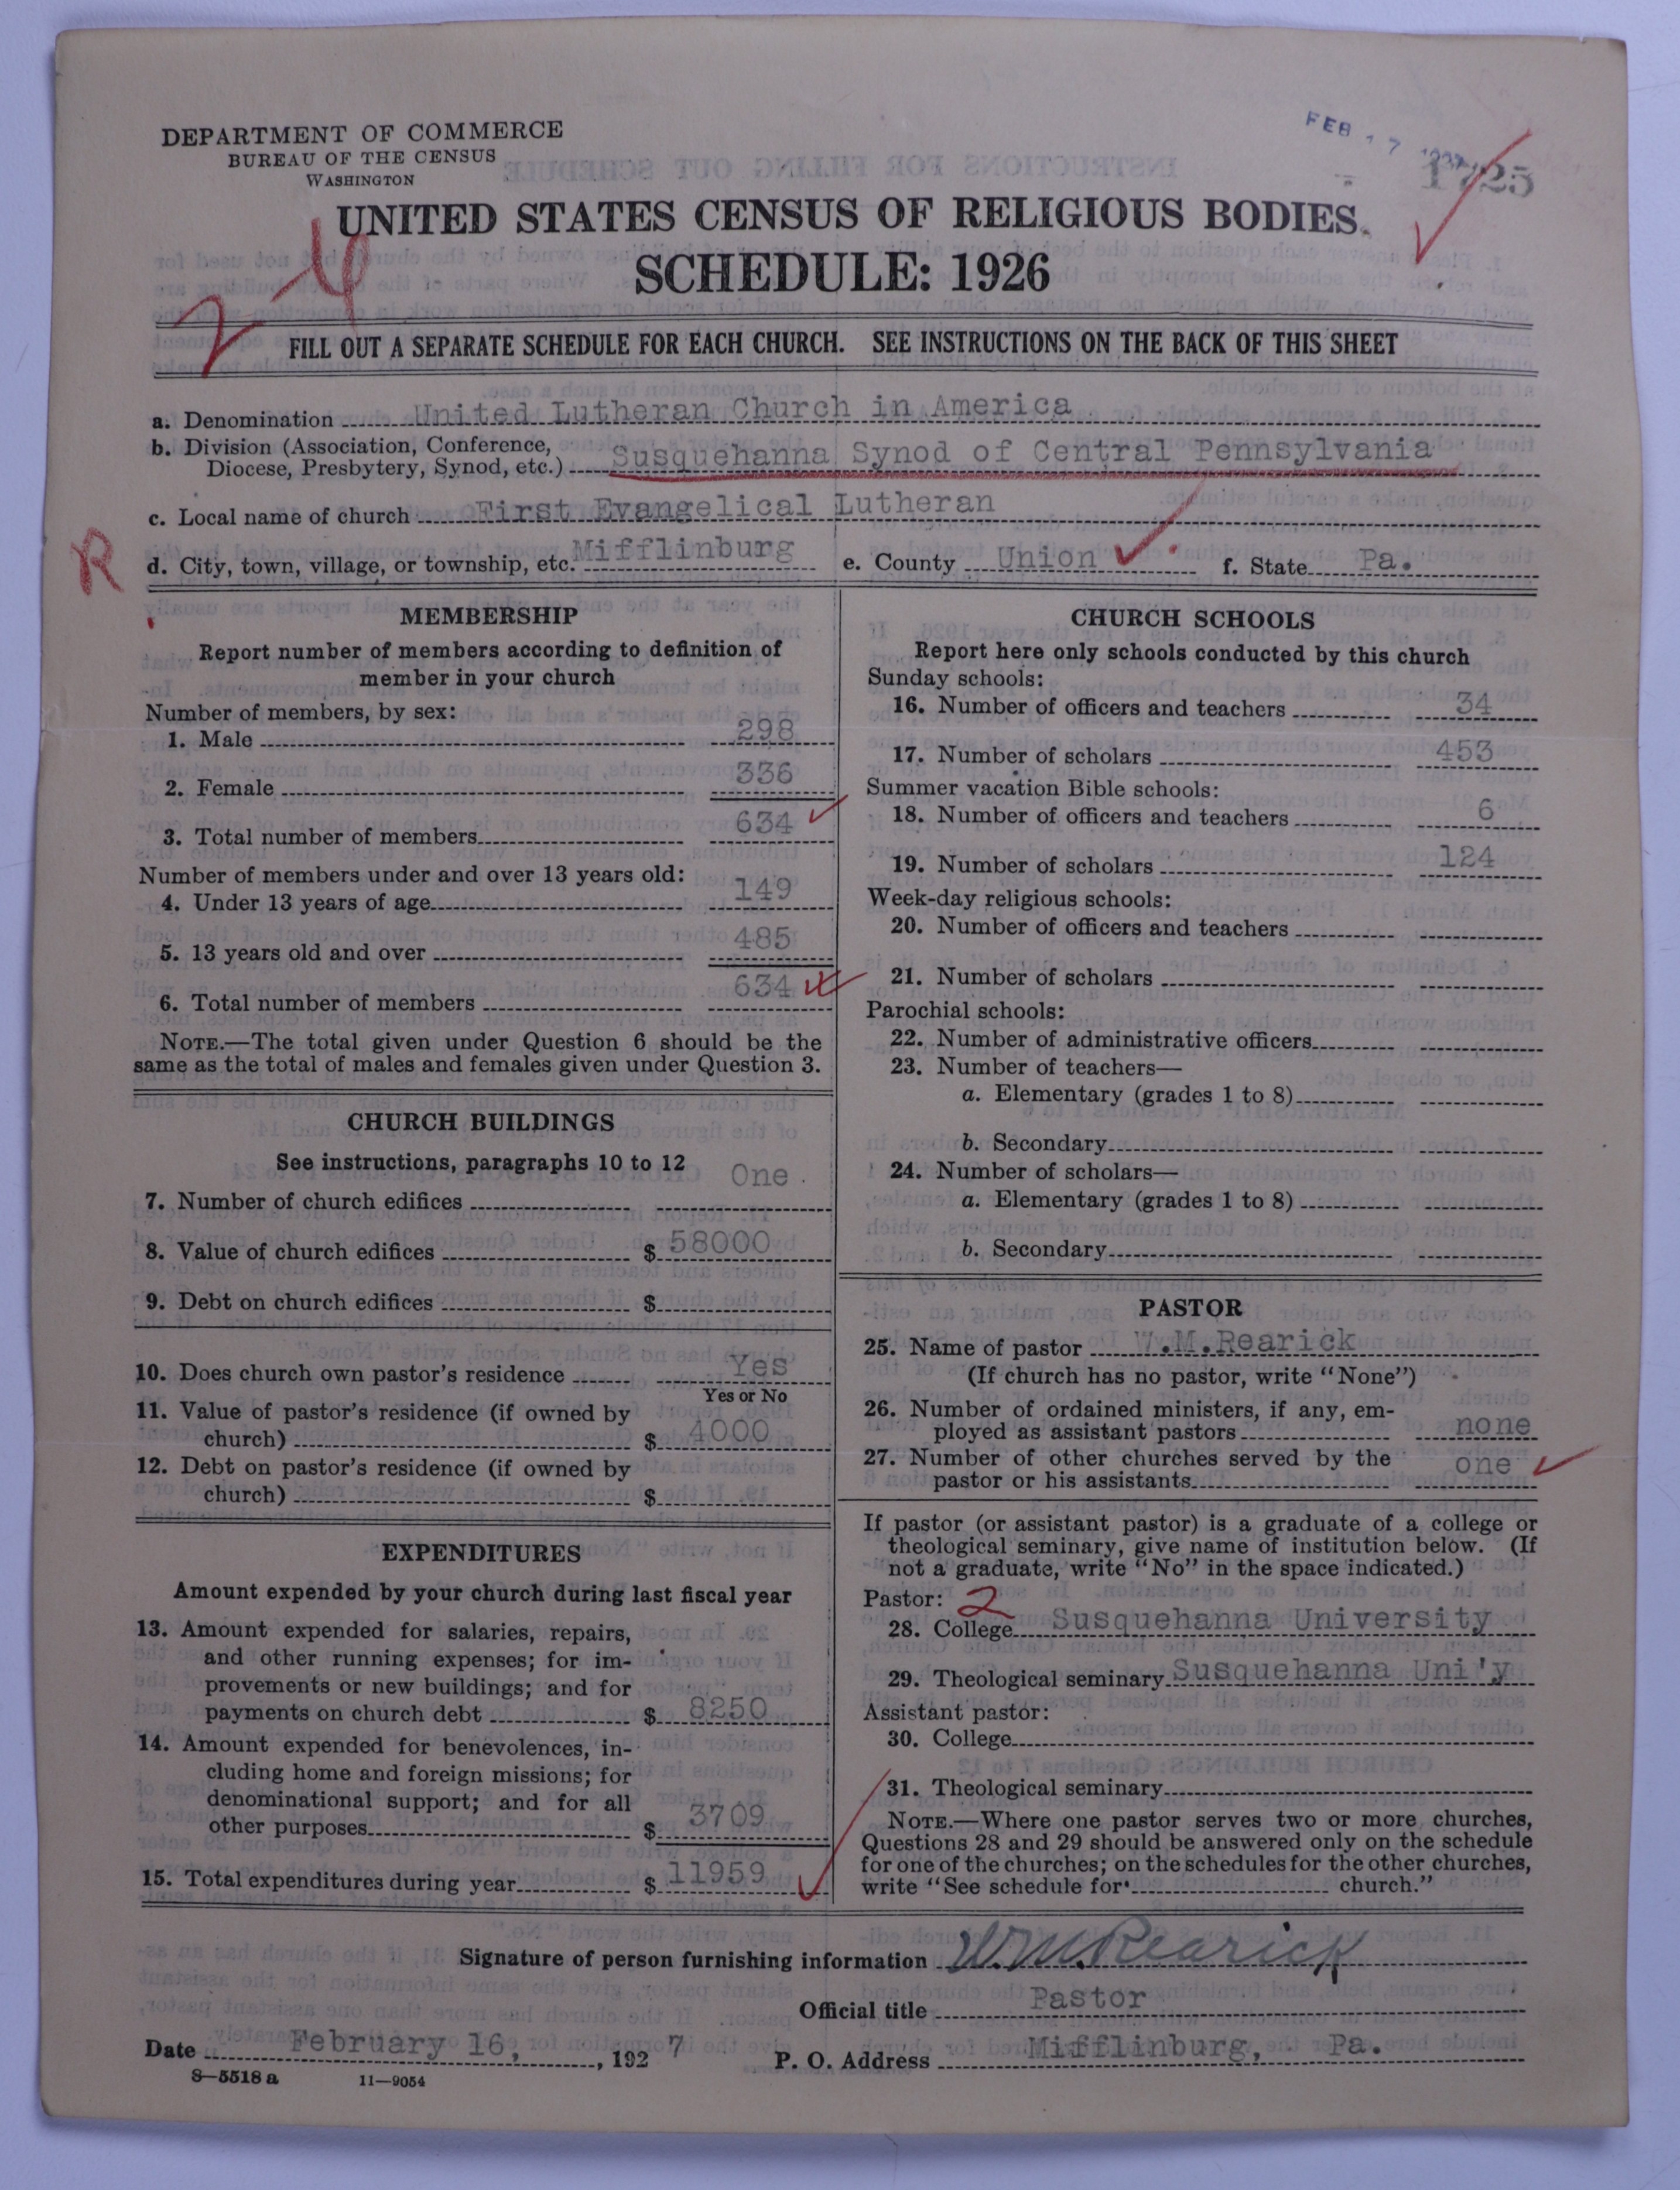 DEPARTMENT OF COMMERCE
BUREAU OF THE CENSUS
WASHINGTON
FEB 17
1725
UNITED STATES CENSUS OF RELIGIOUS BODIES
SCHEDULE: 1926
FILL OUT A SEPARATE SCHEDULE FOR EACH CHURCH. SEE INSTRUCTIONS ON THE BACK OF THIS SHEET
a. Denomination United Lutheran Church in America
b. Division (Association, Conference,
Diocese, Presbytery, Synod, etc.) Susquehanna Synod of Central Pennsylvania
c. Local name of church First Evangelical Lutheran
R
d. City, town, village, or township, etc. Mifflinburg e. County Union f. State Pa.
MEMBERSHIP
Report number of members according to definition of
member in your church
Number of members, by sex:
1. Male 298
2. Female 336
3. Total number of members 634
Number of members under and over 13 years old:
4. Under 13 years of age 149
5. 13 years old and over 485
6. Total number of members 634
NOTE.—The total given under Question 6 should be the
same as the total of males and females given under Question 3.
CHURCH BUILDINGS
See instructions, paragraphs 10 to 12
7. Number of church edifices One
8. Value of church edifices $ 58000
9. Debt on church edifices $
10. Does church own pastor's residence Yes
Yes or No
11. Value of pastor's residence (if owned by
church) $ 4000
12. Debt on pastor's residence (if owned by
church) $
EXPENDITURES
Amount expended by your church during last fiscal year
13. Amount expended for salaries, repairs,
and other running expenses; for im-
provements or new buildings; and for
payments on church debt $ 8250
14. Amount expended for benevolences, in-
cluding home and foreign missions; for
denominational support; and for all
other purposes $ 3709
15. Total expenditures during year $ 11959
CHURCH SCHOOLS
Report here only schools conducted by this church
Sunday schools:
16. Number of officers and teachers 34
17. Number of scholars 453
Summer vacation Bible schools:
18. Number of officers and teachers 6
19. Number of scholars 124
Week-day religious schools:
20. Number of officers and teachers
21. Number of scholars
Parochial schools:
22. Number of administrative officers
23. Number of teachers—
a. Elementary (grades 1 to 8)
b. Secondary
24. Number of scholars—
a. Elementary (grades 1 to 8)
b. Secondary
PASTOR
25. Name of pastor W.M.Rearick
(If church has no pastor, write "None")
26. Number of ordained ministers, if any, em-
ployed as assistant pastors none
27. Number of other churches served by the
pastor or his assistants one
If pastor (or assistant pastor) is a graduate of a college or
theological seminary, give name of institution below. (If
not a graduate, write "No" in the space indicated.)
Pastor: 2
28. College Susquehanna University
29. Theological seminary Susquehanna Uni'y
Assistant pastor:
30. College
31. Theological seminary
NOTE.—Where one pastor serves two or more churches,
Questions 28 and 29 should be answered only on the schedule
for one of the churches; on the schedules for the other churches,
write "See schedule for church."
Signature of person furnishing information W.M.Rearick
Official title Pastor
Date February 16, , 192 7 P. O. Address Mifflinburg, Pa.
8—5518 a 11—9054